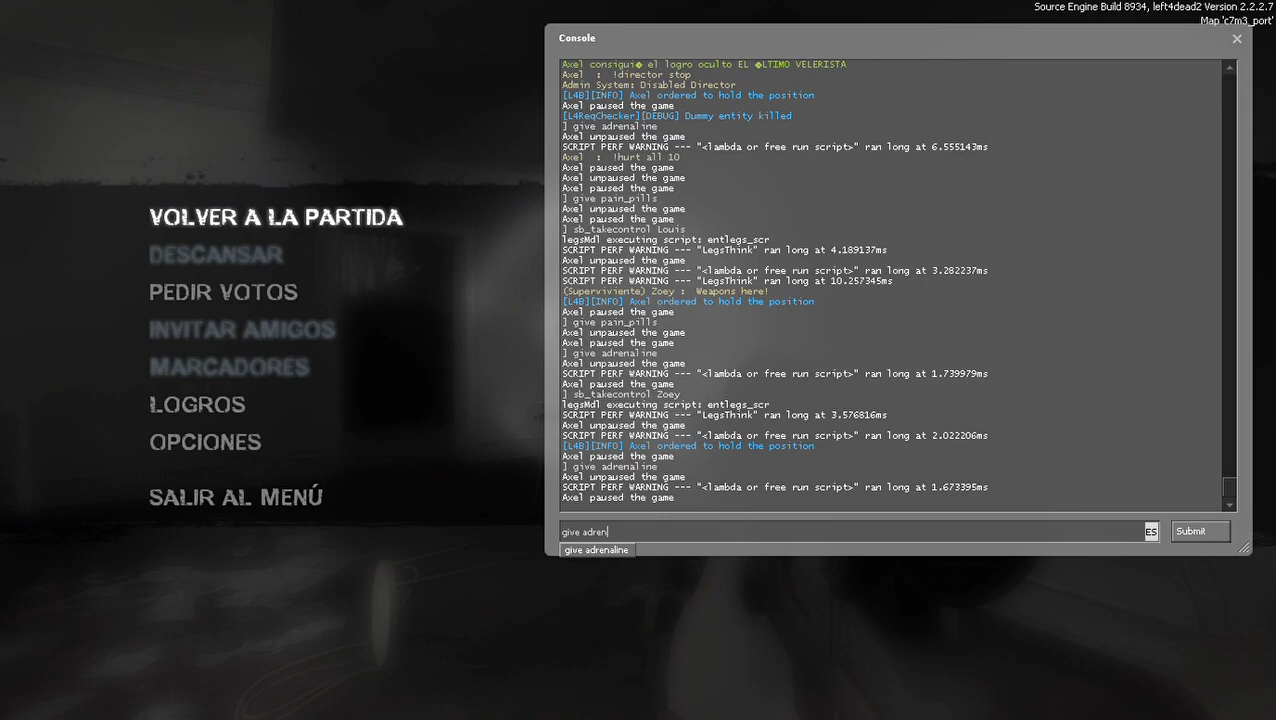 Source Engine Build 8934, left4dead2 Version 2.2.2.7
Map 'c7m3_port'
VOLVER A LA PARTIDA
DESCANSAR
PEDIR VOTOS
INVITAR AMIGOS
MARCADORES
LOGROS
OPCIONES
SALIR AL MENÚ
Console
Axel consigui� el logro oculto EL �LTIMO VELERISTA
Axel : !director stop
Admin System: Disabled Director
[L4B][INFO] Axel ordered to hold the position
Axel paused the game
[L4ReqChecker][DEBUG] Dummy entity killed
] give adrenaline
Axel unpaused the game
SCRIPT PERF WARNING --- "<lambda or free run script>" ran long at 6.555143ms
Axel : !hurt all 10
Axel paused the game
Axel unpaused the game
Axel paused the game
] give pain_pills
Axel unpaused the game
Axel paused the game
] sb_takecontrol Louis
legsMdl executing script: entlegs_scr
SCRIPT PERF WARNING --- "LegsThink" ran long at 4.189137ms
Axel unpaused the game
SCRIPT PERF WARNING --- "<lambda or free run script>" ran long at 3.282237ms
SCRIPT PERF WARNING --- "LegsThink" ran long at 10.257345ms
(Superviviente) Zoey : Weapons here!
[L4B][INFO] Axel ordered to hold the position
Axel paused the game
] give pain_pills
Axel unpaused the game
Axel paused the game
] give adrenaline
Axel unpaused the game
SCRIPT PERF WARNING --- "<lambda or free run script>" ran long at 1.739979ms
Axel paused the game
] sb_takecontrol Zoey
legsMdl executing script: entlegs_scr
SCRIPT PERF WARNING --- "LegsThink" ran long at 3.576816ms
Axel unpaused the game
SCRIPT PERF WARNING --- "<lambda or free run script>" ran long at 2.022206ms
[L4B][INFO] Axel ordered to hold the position
Axel paused the game
] give adrenaline
Axel unpaused the game
SCRIPT PERF WARNING --- "<lambda or free run script>" ran long at 1.673395ms
Axel paused the game
give adren
ES
Submit
give adrenaline